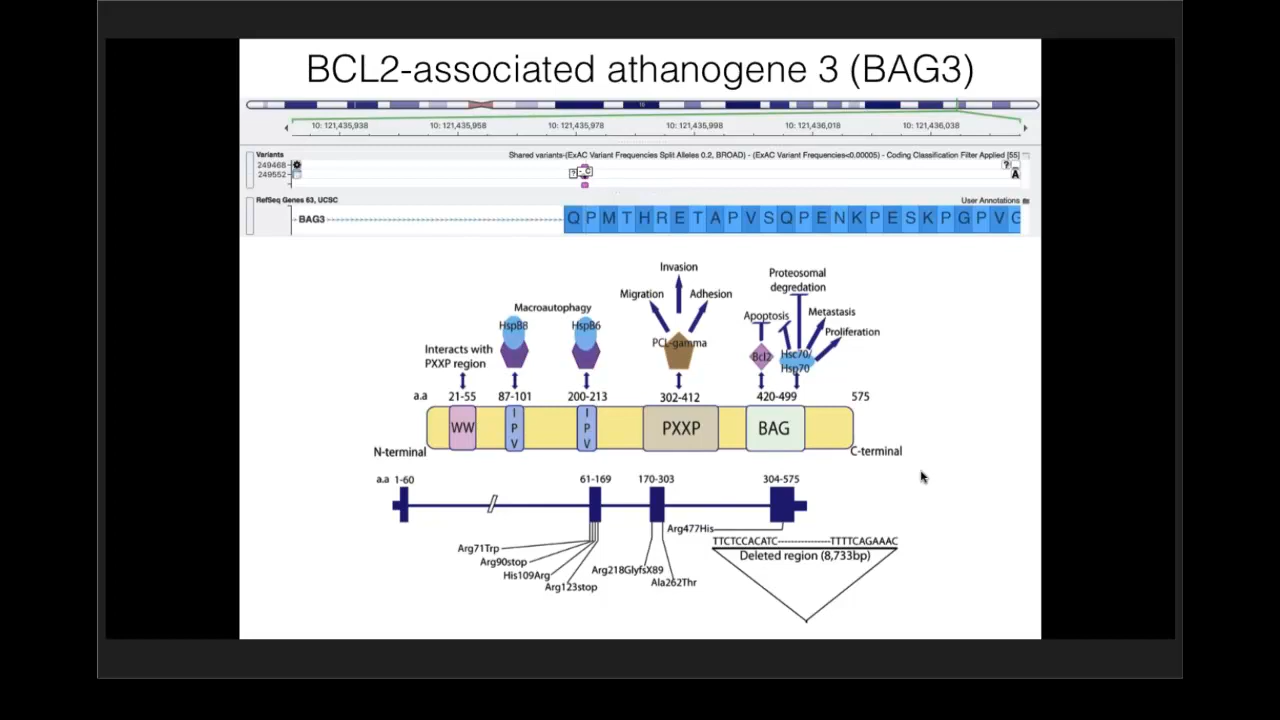 BCL2-associated athanogene 3 (BAG3)
10
10: 121,435,938 10: 121,435,958 10: 121,435,978 10: 121,435,998 10: 121,436,018 10: 121,436,038
Variants Shared variants-(ExAC Variant Frequencies Split Alleles 0.2, BROAD) - (ExAC Variant Frequencies<0.00005) - Coding Classification Filter Applied [55]
249468 ?
249552 ? -_C A
RefSeq Genes 63, UCSC User Annotations
BAG3 Q P M T H R E T A P V S Q P E N K P E S K P G P V G
Invasion
Proteosomal
degredation
Migration Adhesion
Macroautophagy
Apoptosis Metastasis
HspB8 HspB6 Proliferation
Interacts with
PXXP region
PCL-gamma
Bcl2 Hsc70/
Hsp70
a.a 21-55 87-101 200-213 302-412 420-499 575
WW I P V I P V PXXP BAG
N-terminal C-terminal
a.a 1-60 61-169 170-303 304-575
Arg477His
TTCTCCACATC---------------TTTTCAGAAAC
Deleted region (8,733bp)
Arg71Trp
Arg90stop
His109Arg
Arg123stop
Arg218GlyfsX89
Ala262Thr